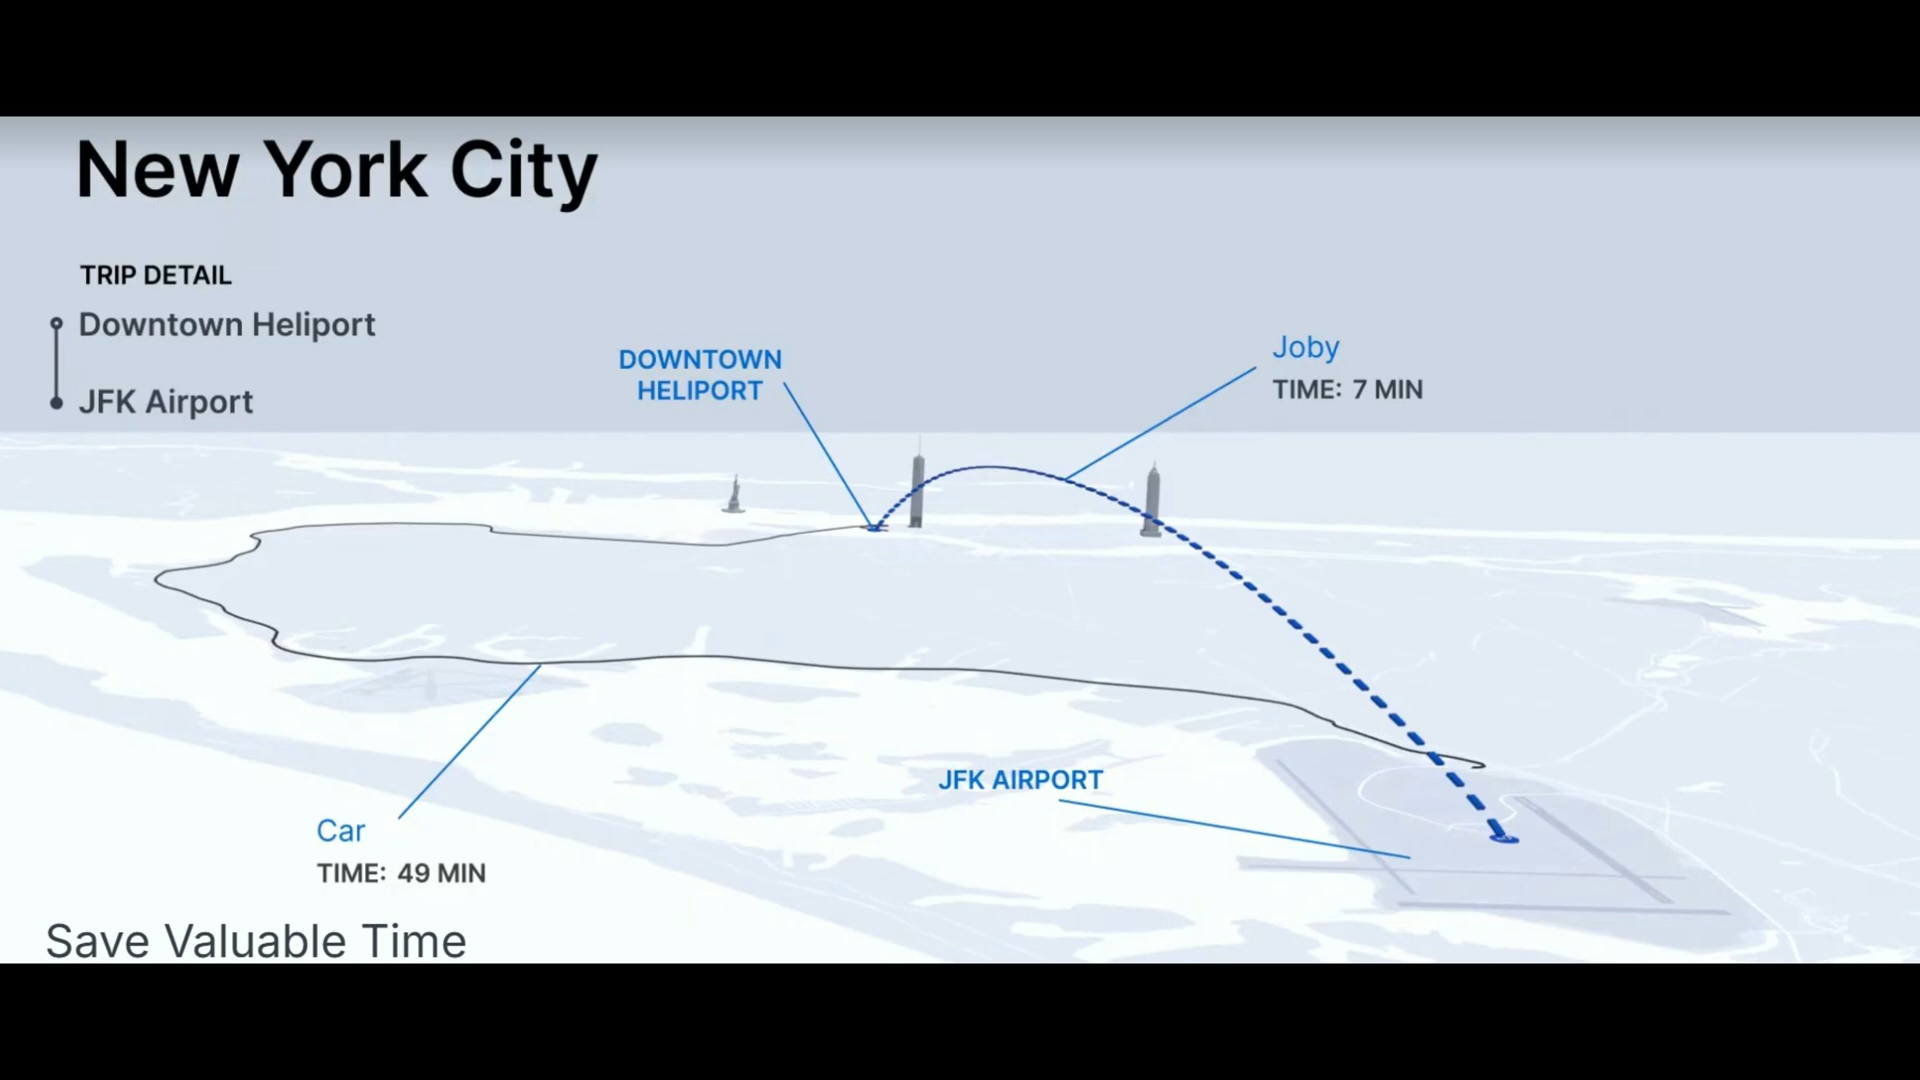 New York City
TRIP DETAIL
Downtown Heliport
JFK Airport
DOWNTOWN
HELIPORT
Joby
TIME: 7 MIN
JFK AIRPORT
Car
TIME: 49 MIN
Save Valuable Time